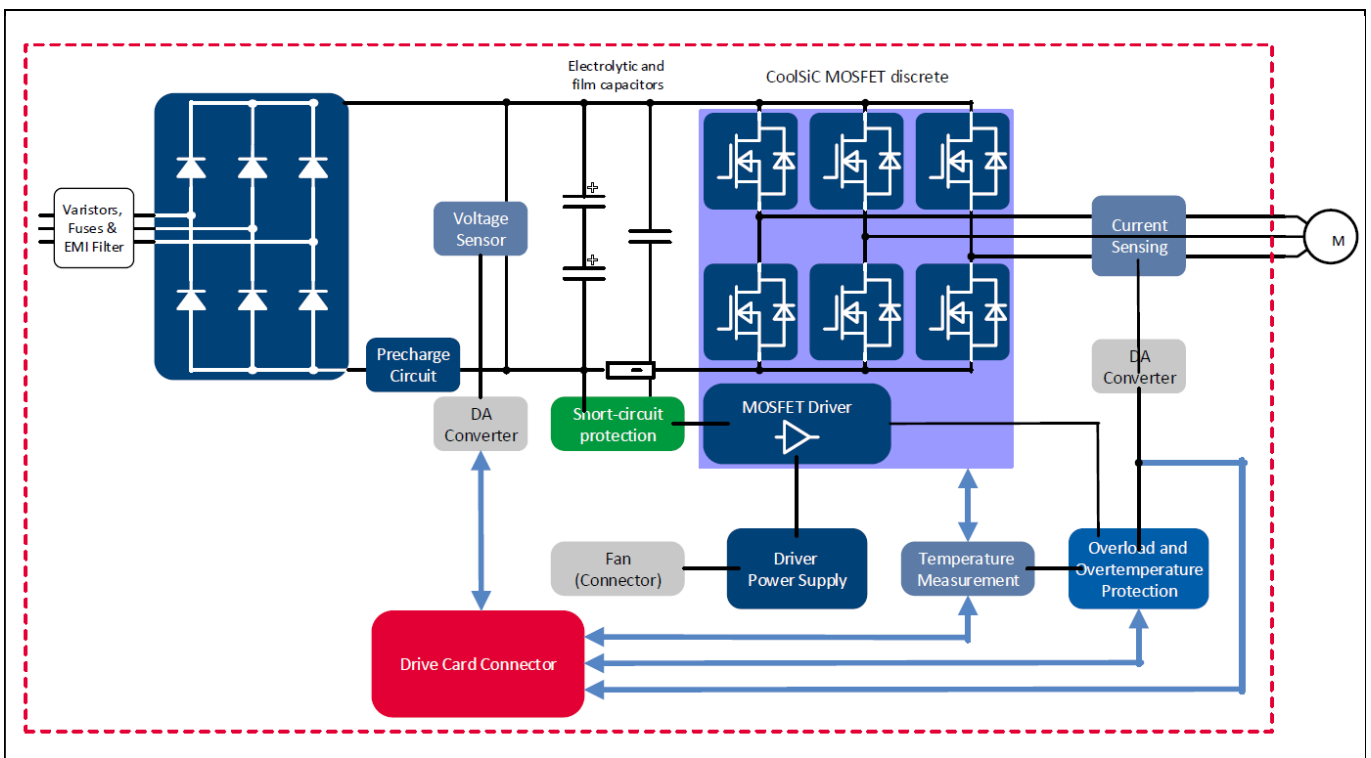 Electrolytic and
film capacitors
CoolSiC MOSFET discrete
Varistors,
Fuses &
EMI Filter
Voltage
Sensor
Current
Sensing
M
Precharge
Circuit
DA
Converter
DA
Converter
Snort-circuit
protection
MOSFET Driver
Fan
(Connector)
Driver
Power Supply
Temperature
Measurement
Overload and
Overtemperature
Protection
Drive Card Connector